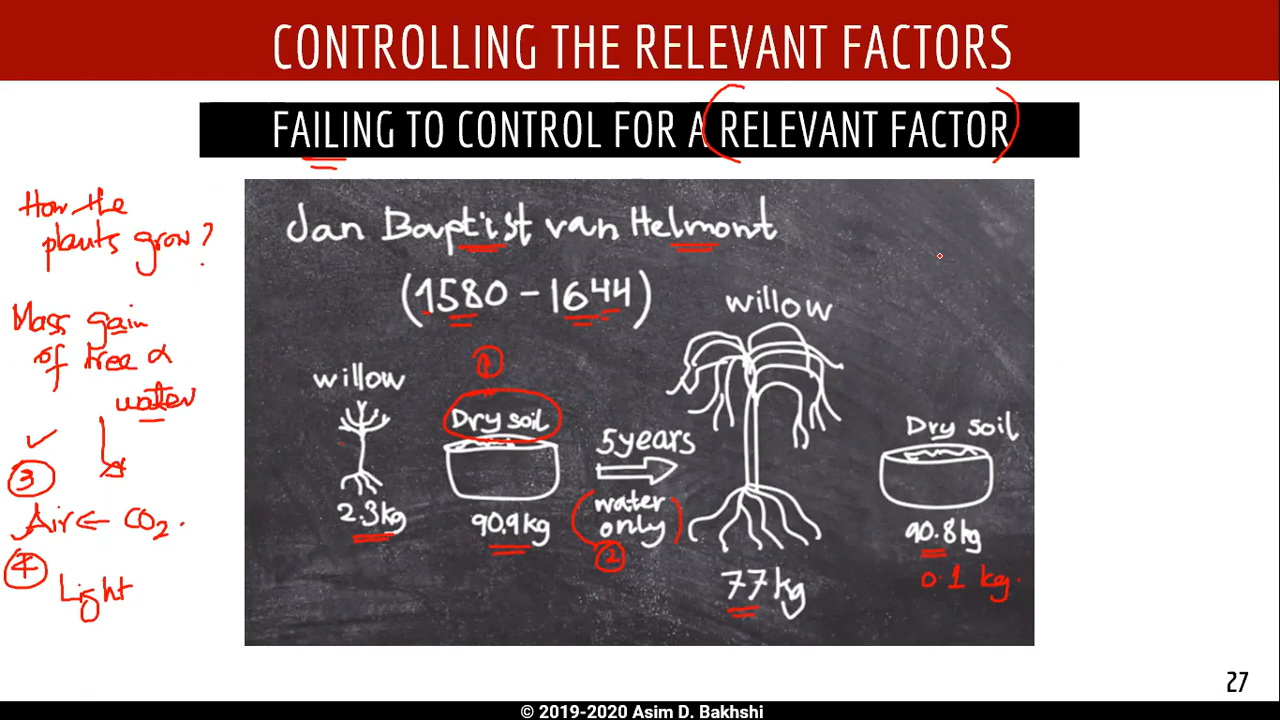 CONTROLLING THE RELEVANT FACTORS
FAILING TO CONTROL FOR A (RELEVANT FACTOR)
How the
plants grow?
Mass gain
of tree α
water
3
Air ← CO2.
4
Light
Jan Baptist van Helmont
(1580 - 1644)
willow
2.3kg
1
Dry soil
90.9kg
5years
(water
only)
2
willow
77kg
Dry soil
90.8kg
0.1 kg.
27
© 2019-2020 Asim D. Bakhshi